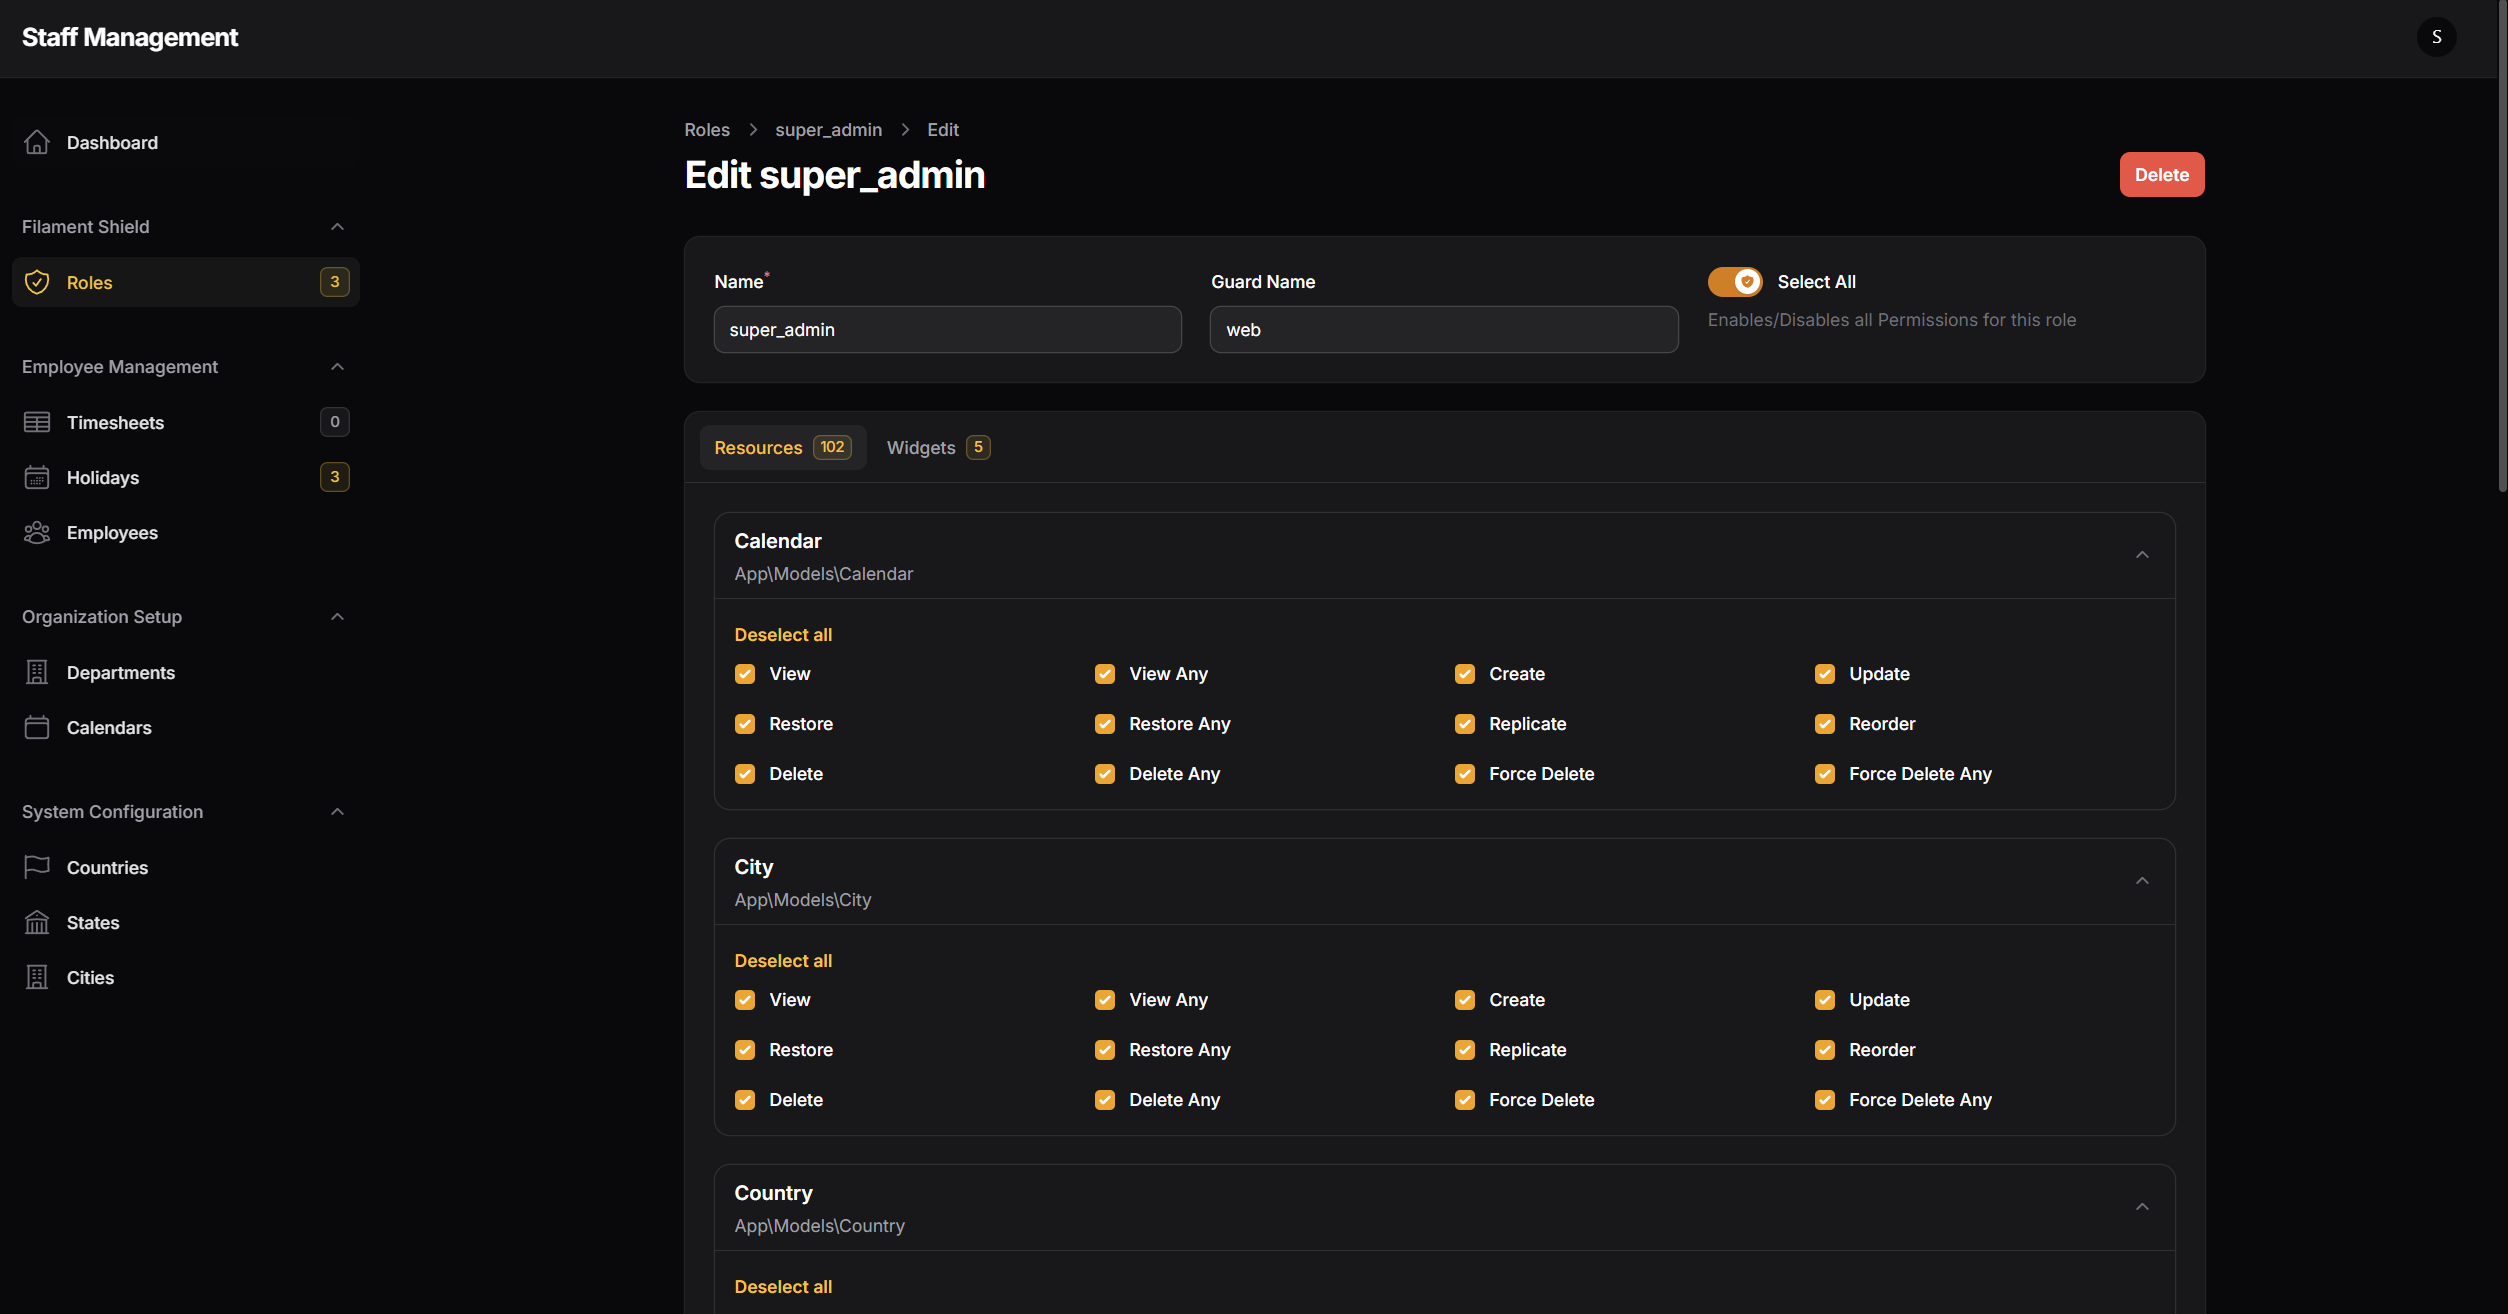 Staff Management
S
Dashboard
Filament Shield
Roles 3
Employee Management
Timesheets 0
Holidays 3
Employees
Organization Setup
Departments
Calendars
System Configuration
Countries
States
Cities
Roles > super_admin > Edit
Edit super_admin
Delete
Name* Guard Name Select All
super_admin web Enables/Disables all Permissions for this role
Resources 102 Widgets 5
Calendar
App\Models\Calendar
Deselect all
View View Any Create Update
Restore Restore Any Replicate Reorder
Delete Delete Any Force Delete Force Delete Any
City
App\Models\City
Deselect all
View View Any Create Update
Restore Restore Any Replicate Reorder
Delete Delete Any Force Delete Force Delete Any
Country
App\Models\Country
Deselect all